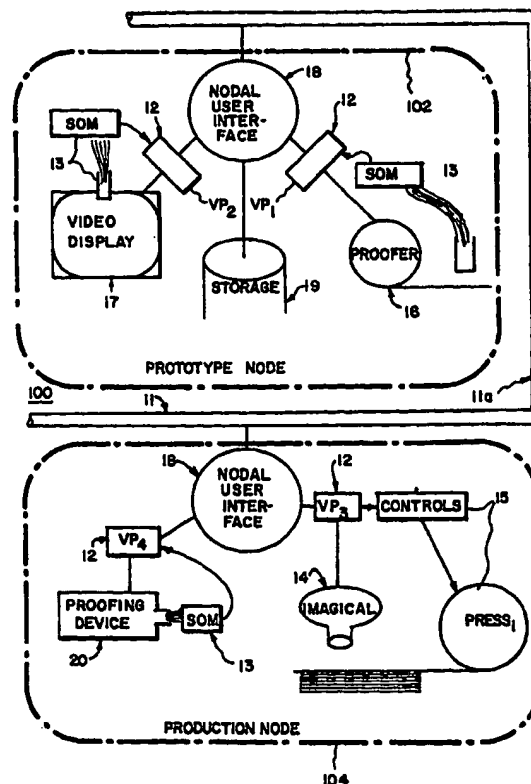 18
102
NODAL
USER
INTER-
FACE
12
12
SOM
13
VP₂
VP₁
SOM
13
VIDEO
DISPLAY
17
STORAGE
19
PROOFER
16
PROTOTYPE NODE
11a
100
11
18
NODAL
USER
INTER-
FACE
12
VP₃
CONTROLS
15
12
VP₄
PROOFING
DEVICE
20
SOM
13
14
IMAGICAL
PRESS₁
PRODUCTION NODE
104